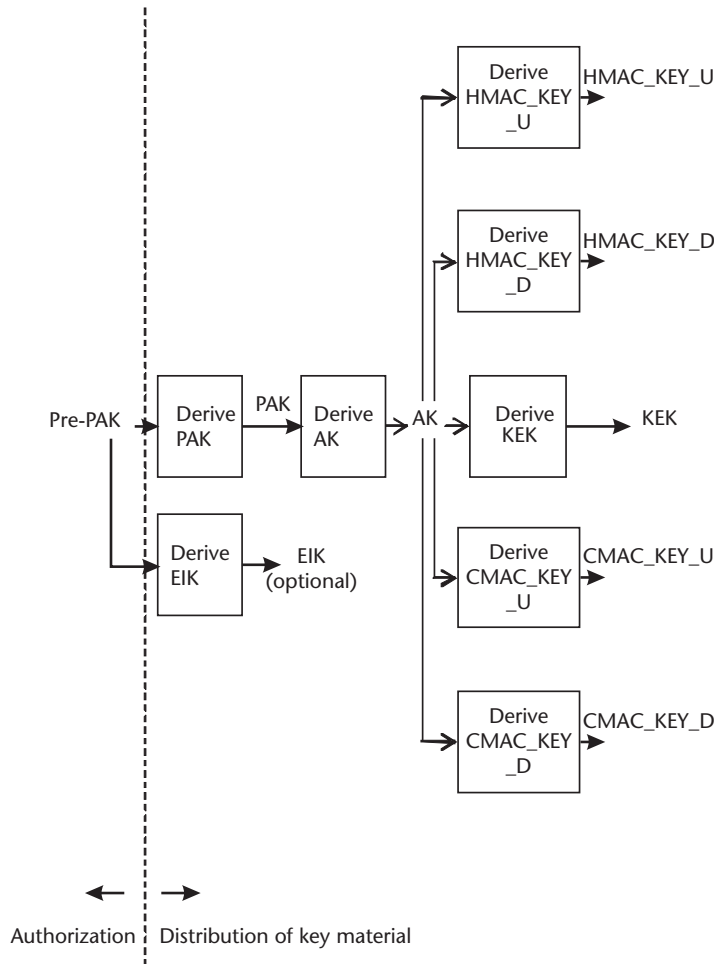 Derive
HMAC_KEY
_U
HMAC_KEY_U
Derive
HMAC_KEY
_D
HMAC_KEY_D
Pre-PAK
Derive
PAK
PAK
Derive
AK
AK
Derive
KEK
KEK
Derive
EIK
EIK
(optional)
Derive
CMAC_KEY
_U
CMAC_KEY_U
Derive
CMAC_KEY
_D
CMAC_KEY_D
Authorization
Distribution of key material